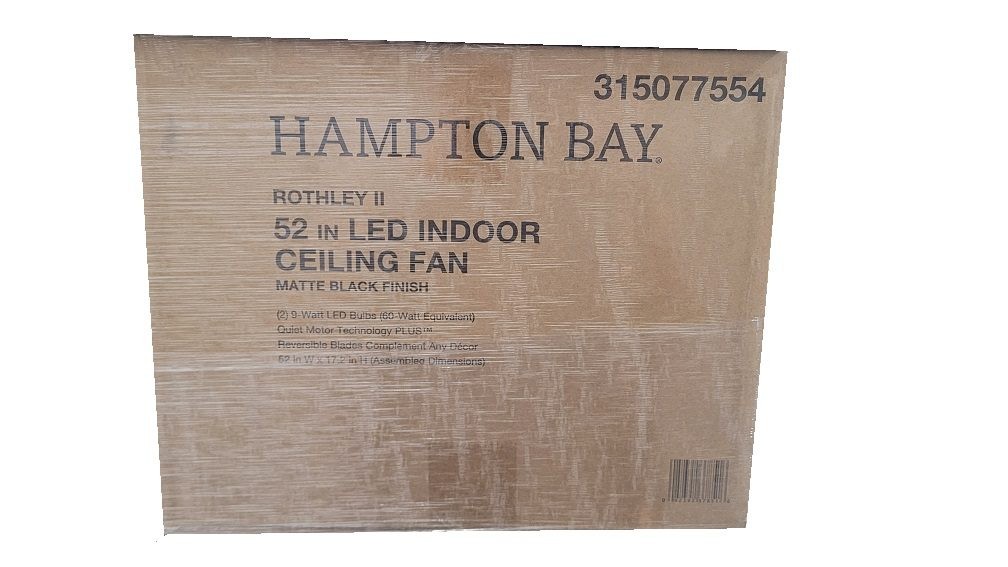 315077554
HAMPTON BAY®
ROTHLEY II
52 IN LED INDOOR
CEILING FAN
MATTE BLACK FINISH
(2) 9-Watt LED Bulbs (60-Watt Equivalent)
Quiet Motor Technology PLUS™
Reversible Blades Complement Any Décor
52 in W x 17.2 in H (Assembled Dimensions)